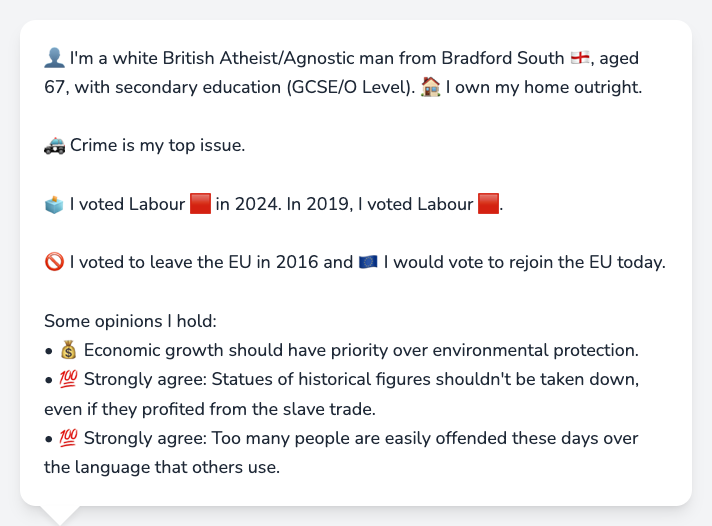 👤 I'm a white British Atheist/Agnostic man from Bradford South 🏴󠁧󠁢󠁥󠁮󠁧󠁿, aged
67, with secondary education (GCSE/O Level). 🏠 I own my home outright.
🚓 Crime is my top issue.
🗳️ I voted Labour 🟥 in 2024. In 2019, I voted Labour 🟥.
🚫 I voted to leave the EU in 2016 and 🇪🇺 I would vote to rejoin the EU today.
Some opinions I hold:
• 💰 Economic growth should have priority over environmental protection.
• 💯 Strongly agree: Statues of historical figures shouldn't be taken down,
even if they profited from the slave trade.
• 💯 Strongly agree: Too many people are easily offended these days over
the language that others use.